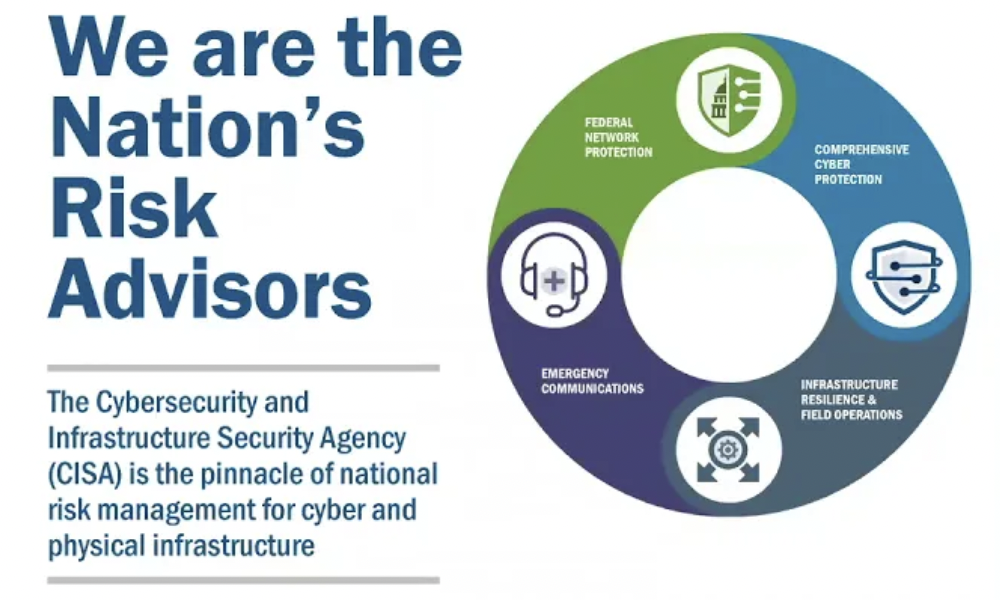 We are the
Nation’s
Risk
Advisors
The Cybersecurity and
Infrastructure Security Agency
(CISA) is the pinnacle of national
risk management for cyber and
physical infrastructure
FEDERAL
NETWORK
PROTECTION
COMPREHENSIVE
CYBER
PROTECTION
EMERGENCY
COMMUNICATIONS
INFRASTRUCTURE
RESILIENCE &
FIELD OPERATIONS